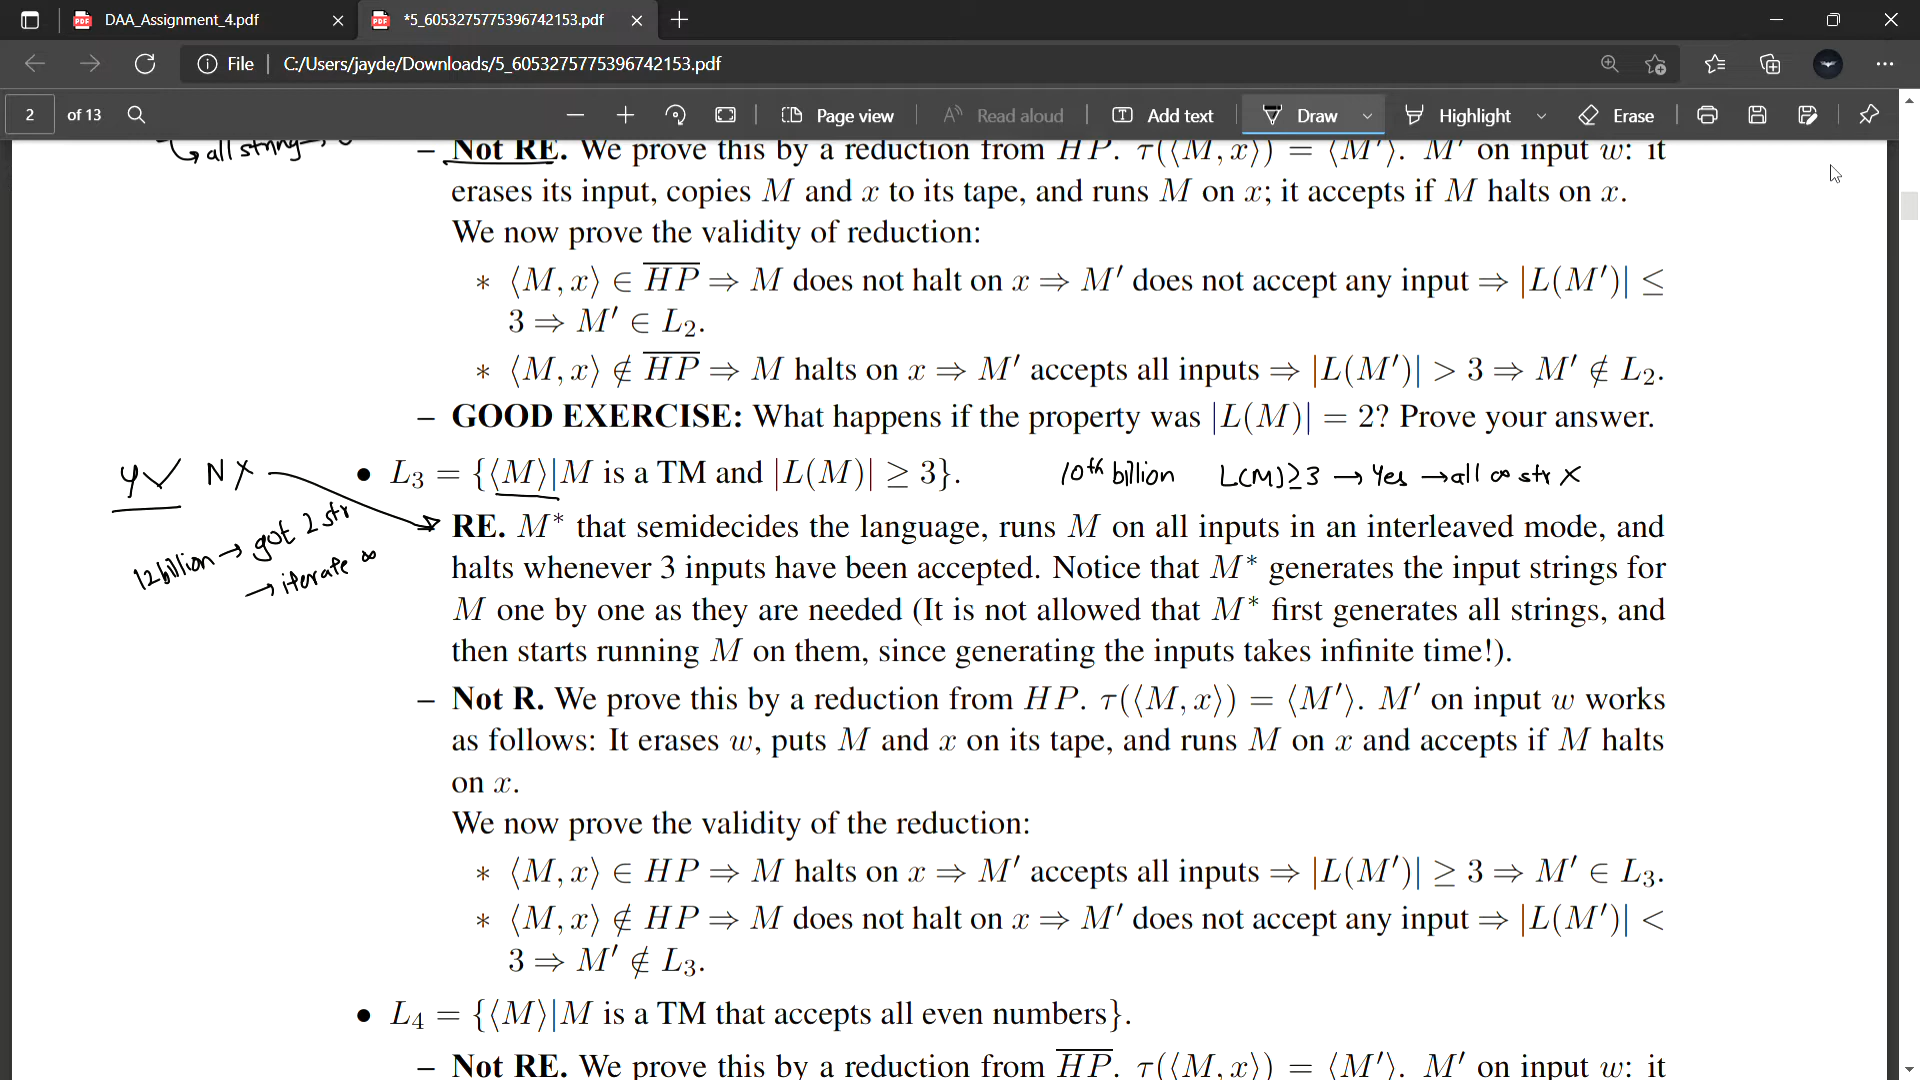 DAA_Assignment_4.pdf
*5_6053275775396742153.pdf
File C:/Users/jayde/Downloads/5_6053275775396742153.pdf
2 of 13 Page view Read aloud Add text Draw Highlight Erase
↳ all string
– Not RE. We prove this by a reduction from HP. τ(⟨M, x⟩) = ⟨M′⟩. M′ on input w: it
erases its input, copies M and x to its tape, and runs M on x; it accepts if M halts on x.
We now prove the validity of reduction:
∗ ⟨M, x⟩ ∈ H̅P̅ ⇒ M does not halt on x ⇒ M′ does not accept any input ⇒ |L(M′)| ≤
3 ⇒ M′ ∈ L₂.
∗ ⟨M, x⟩ ∉ H̅P̅ ⇒ M halts on x ⇒ M′ accepts all inputs ⇒ |L(M′)| > 3 ⇒ M′ ∉ L₂.
– GOOD EXERCISE: What happens if the property was |L(M)| = 2? Prove your answer.
Y✓ N X
• L₃ = {⟨M⟩|M is a TM and |L(M)| ≥ 3}.
10th billion L(M)≥3 → Yes → all ∞ str X
12 billion → got 2 str
→ iterate ∞
RE. M* that semidecides the language, runs M on all inputs in an interleaved mode, and
halts whenever 3 inputs have been accepted. Notice that M* generates the input strings for
M one by one as they are needed (It is not allowed that M* first generates all strings, and
then starts running M on them, since generating the inputs takes infinite time!).
– Not R. We prove this by a reduction from HP. τ(⟨M, x⟩) = ⟨M′⟩. M′ on input w works
as follows: It erases w, puts M and x on its tape, and runs M on x and accepts if M halts
on x.
We now prove the validity of the reduction:
∗ ⟨M, x⟩ ∈ HP ⇒ M halts on x ⇒ M′ accepts all inputs ⇒ |L(M′)| ≥ 3 ⇒ M′ ∈ L₃.
∗ ⟨M, x⟩ ∉ HP ⇒ M does not halt on x ⇒ M′ does not accept any input ⇒ |L(M′)| <
3 ⇒ M′ ∉ L₃.
• L₄ = {⟨M⟩|M is a TM that accepts all even numbers}.
– Not RE. We prove this by a reduction from H̅P̅. τ(⟨M, x⟩) = ⟨M′⟩. M′ on input w: it